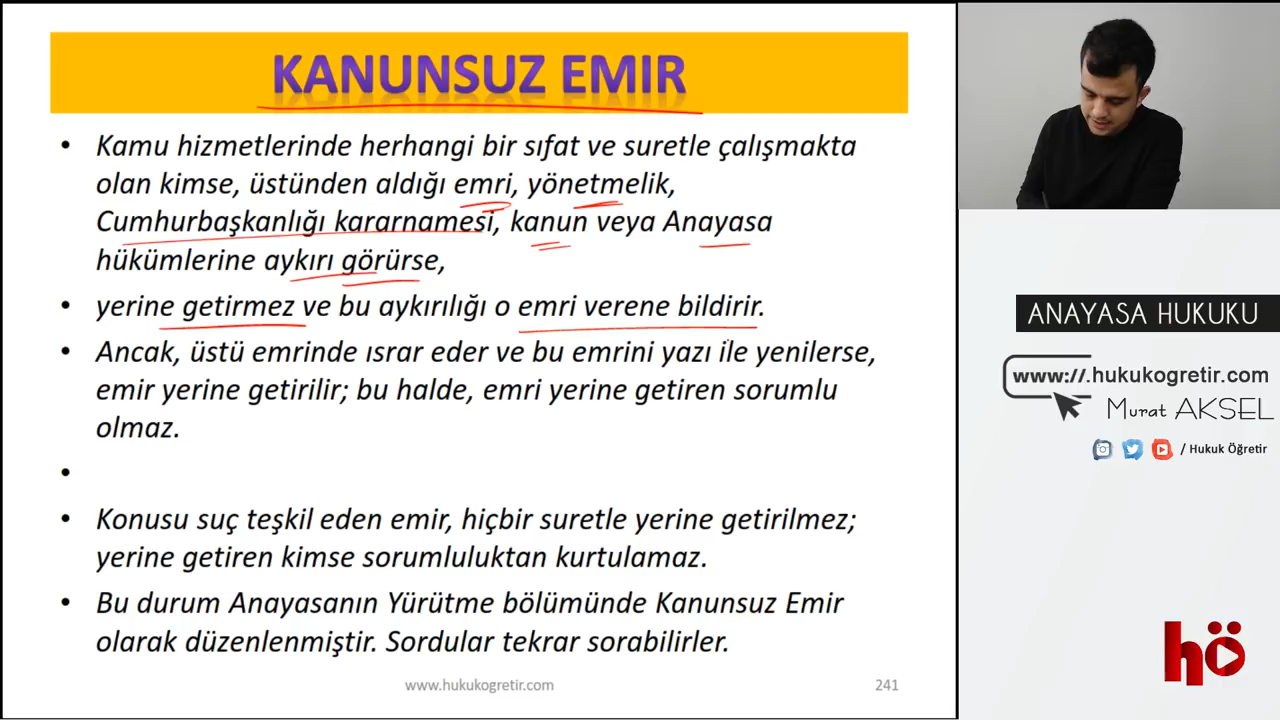 KANUNSUZ EMIR
• Kamu hizmetlerinde herhangi bir sıfat ve suretle çalışmakta
olan kimse, üstünden aldığı emri, yönetmelik,
Cumhurbaşkanlığı kararnamesi, kanun veya Anayasa
hükümlerine aykırı görürse,
• yerine getirmez ve bu aykırılığı o emri verene bildirir.
• Ancak, üstü emrinde ısrar eder ve bu emrini yazı ile yenilerse,
emir yerine getirilir; bu halde, emri yerine getiren sorumlu
olmaz.
•
• Konusu suç teşkil eden emir, hiçbir suretle yerine getirilmez;
yerine getiren kimse sorumluluktan kurtulamaz.
• Bu durum Anayasanın Yürütme bölümünde Kanunsuz Emir
olarak düzenlenmiştir. Sordular tekrar sorabilirler.
www.hukukogretir.com
241
ANAYASA HUKUKU
www://.hukukogretir.com
Murat AKSEL
/ Hukuk Öğretir
hö